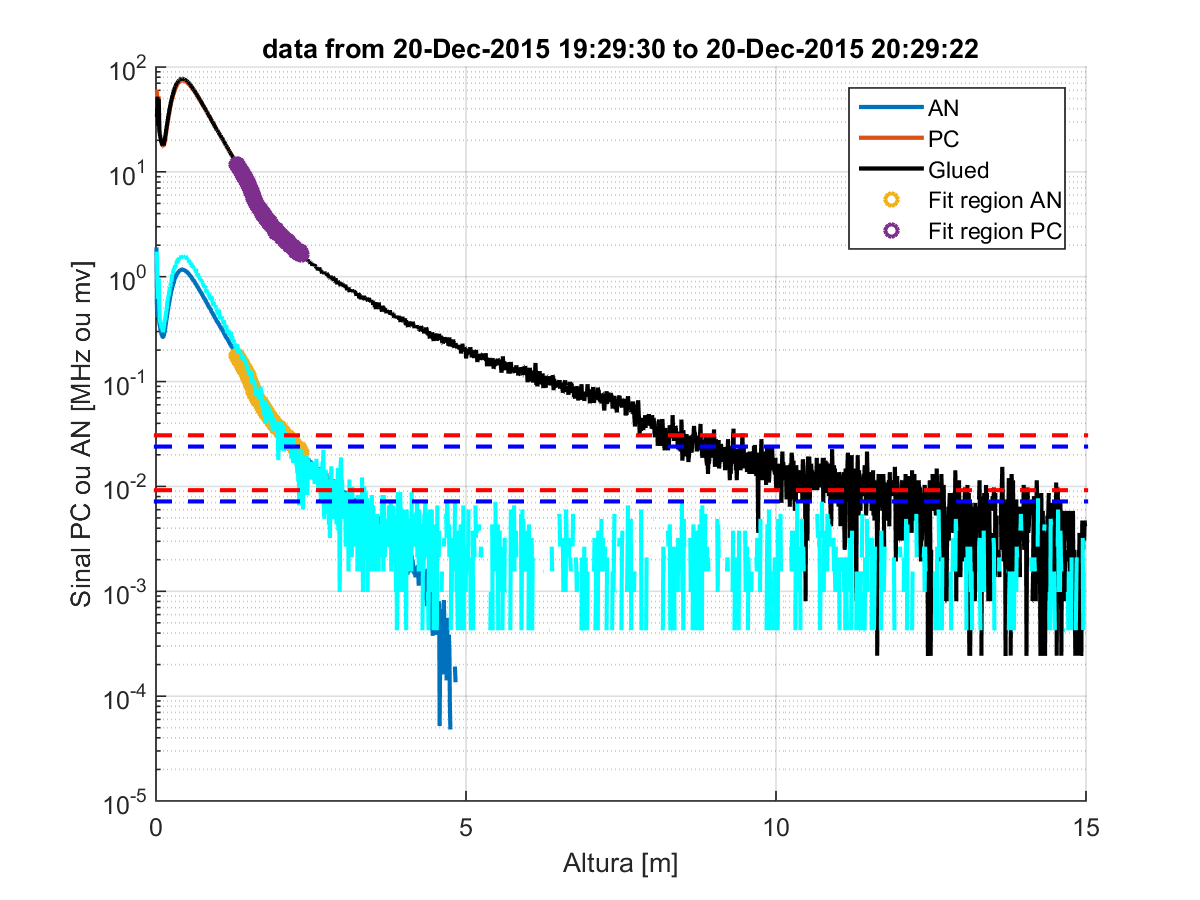 data from 20-Dec-2015 19:29:30 to 20-Dec-2015 20:29:22
AN
PC
Glued
Fit region AN
Fit region PC
Sinal PC ou AN [MHz ou mv]
10^2
10^1
10^0
10^-1
10^-2
10^-3
10^-4
10^-5
0 5 10 15
Altura [m]